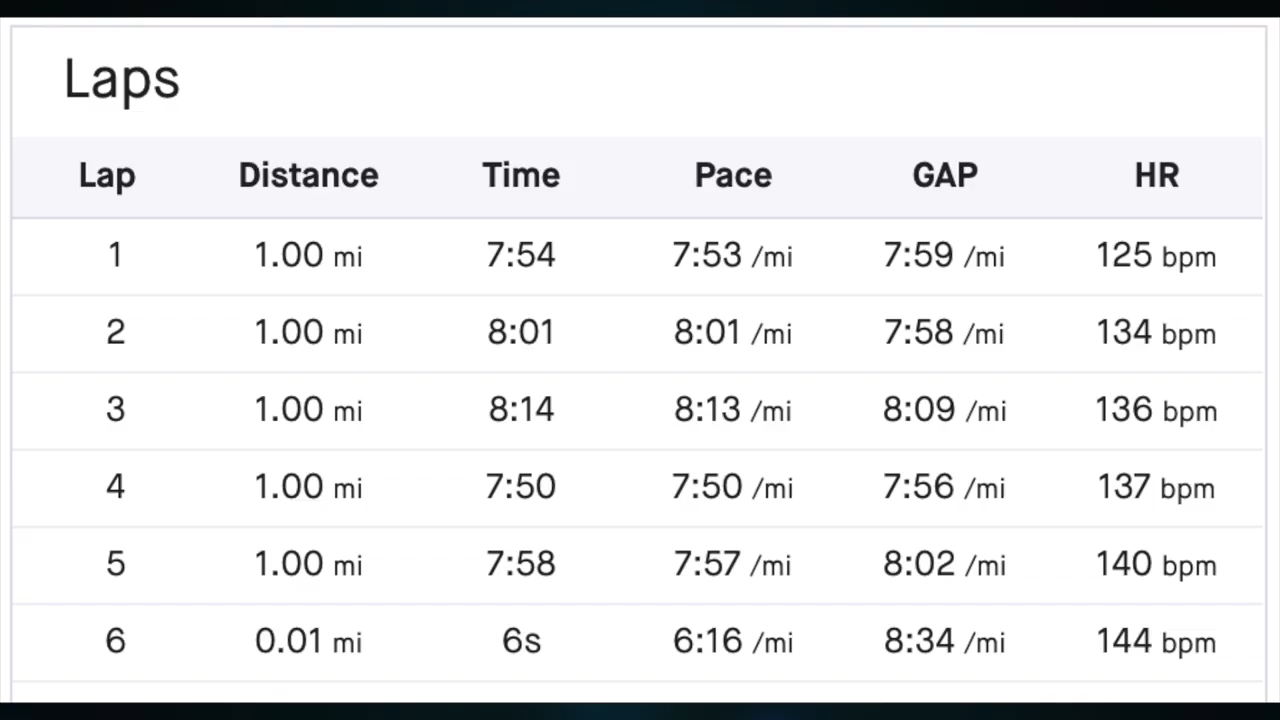 Laps
Lap Distance Time Pace GAP HR
1 1.00 mi 7:54 7:53 /mi 7:59 /mi 125 bpm
2 1.00 mi 8:01 8:01 /mi 7:58 /mi 134 bpm
3 1.00 mi 8:14 8:13 /mi 8:09 /mi 136 bpm
4 1.00 mi 7:50 7:50 /mi 7:56 /mi 137 bpm
5 1.00 mi 7:58 7:57 /mi 8:02 /mi 140 bpm
6 0.01 mi 6s 6:16 /mi 8:34 /mi 144 bpm